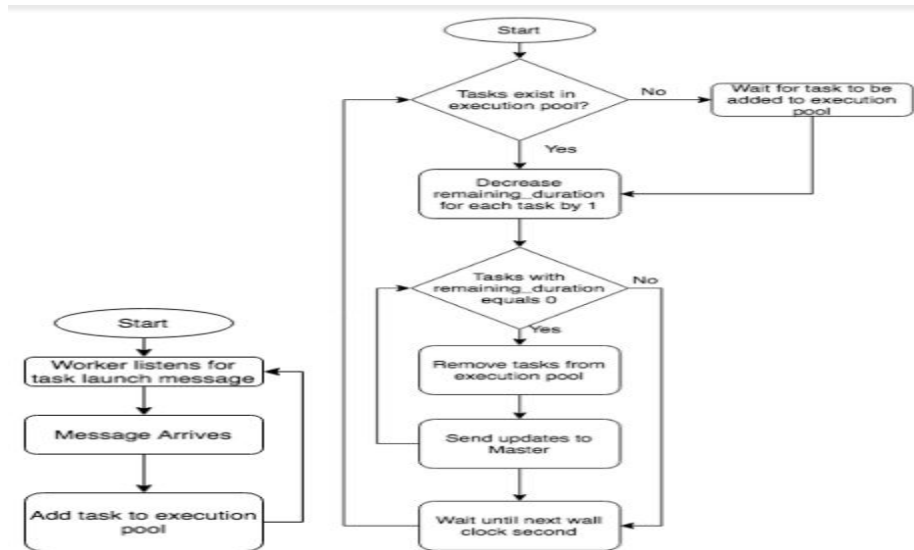 Start
Tasks exist in
execution pool?
No
Wait for task to be
added to execution
pool
Yes
Decrease
remaining_duration
for each task by 1
Tasks with
remaining_duration
equals 0
No
Yes
Remove tasks from
execution pool
Send updates to
Master
Wait until next wall
clock second
Start
Worker listens for
task launch message
Message Arrives
Add task to execution
pool